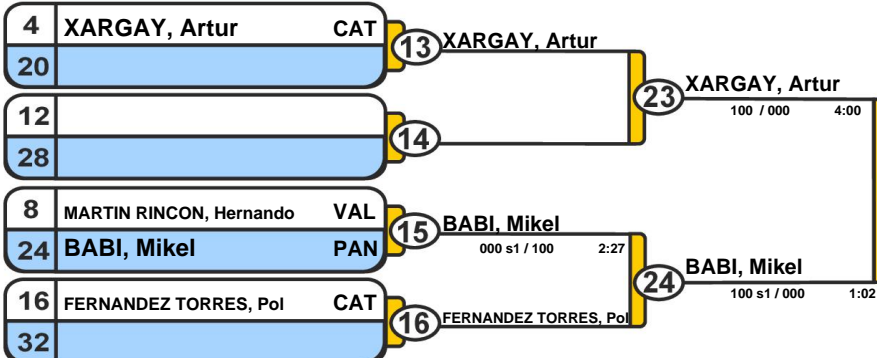 4 XARGAY, Artur CAT
20
13 XARGAY, Artur
12
28
14
23 XARGAY, Artur
100 / 000 4:00
8 MARTIN RINCON, Hernando VAL
24 BABI, Mikel PAN
15 BABI, Mikel
000 s1 / 100 2:27
16 FERNANDEZ TORRES, Pol CAT
32
16 FERNANDEZ TORRES, Pol
24 BABI, Mikel
100 s1 / 000 1:02